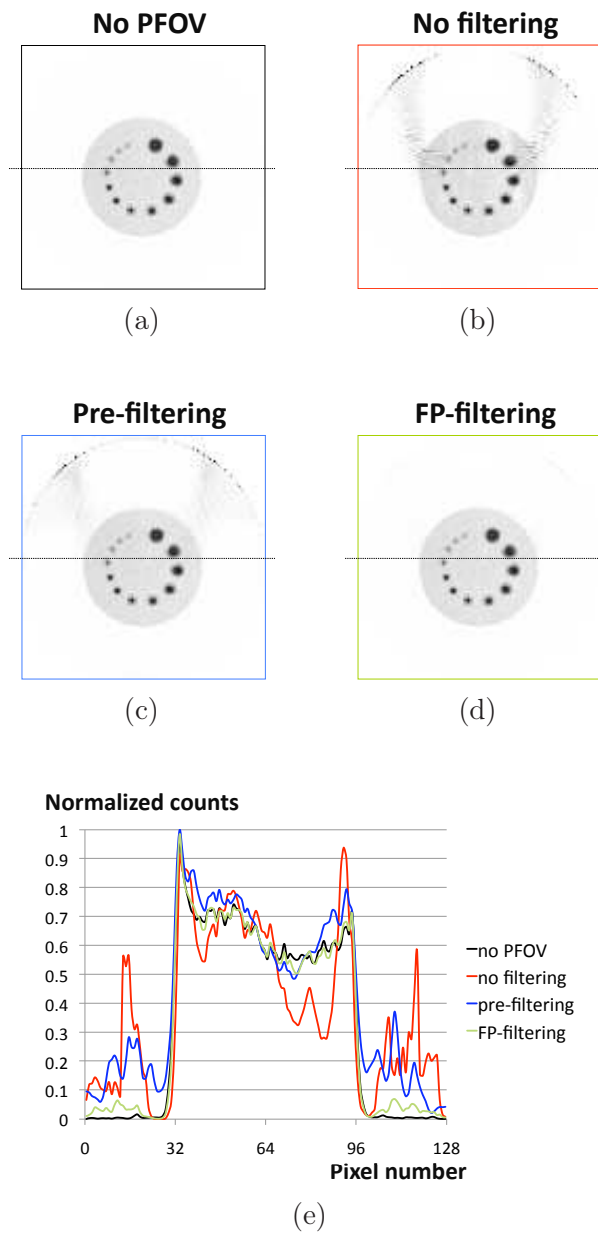 No PFOV
No filtering
(a)
(b)
Pre-filtering
FP-filtering
(c)
(d)
Normalized counts
1
0.9
0.8
0.7
0.6
0.5
0.4
0.3
0.2
0.1
0
0 32 64 96 128
Pixel number
no PFOV
no filtering
pre-filtering
FP-filtering
(e)